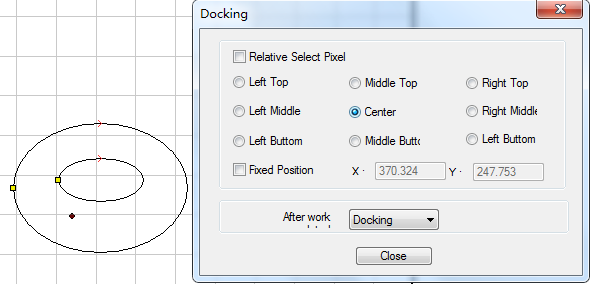 Docking
Relative Select Pixel
Left Top
Middle Top
Right Top
Left Middle
Center
Right Middle
Left Buttom
Middle Butto
Left Buttom
Fixed Position
X · 370.324 Y · 247.753
After work
Docking
Close